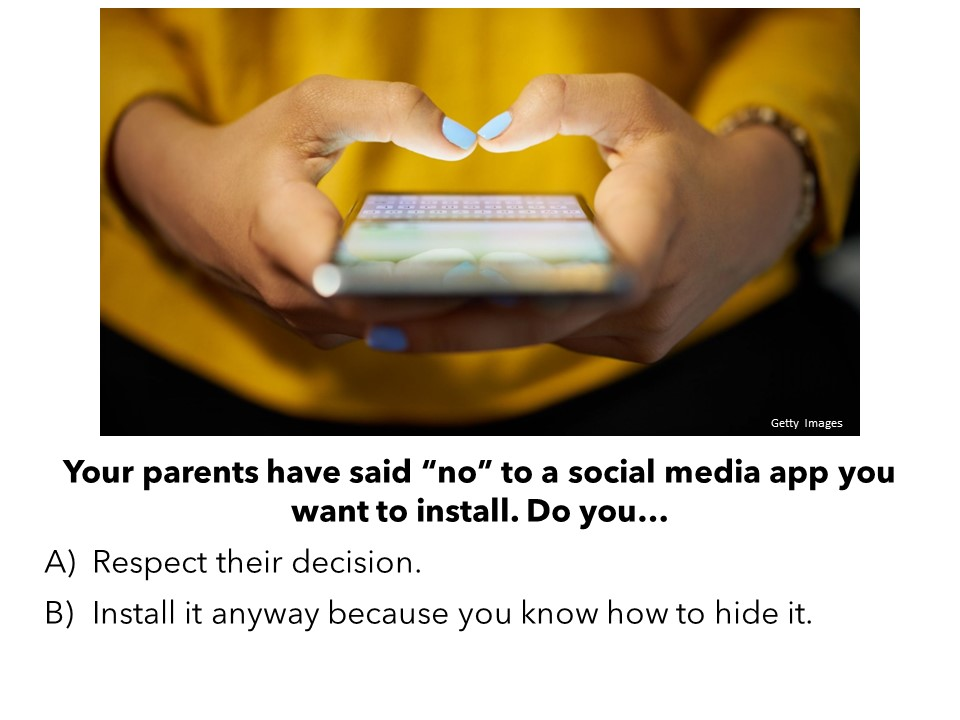 Getty Images
Your parents have said “no” to a social media app you
want to install. Do you…
A) Respect their decision.
B) Install it anyway because you know how to hide it.